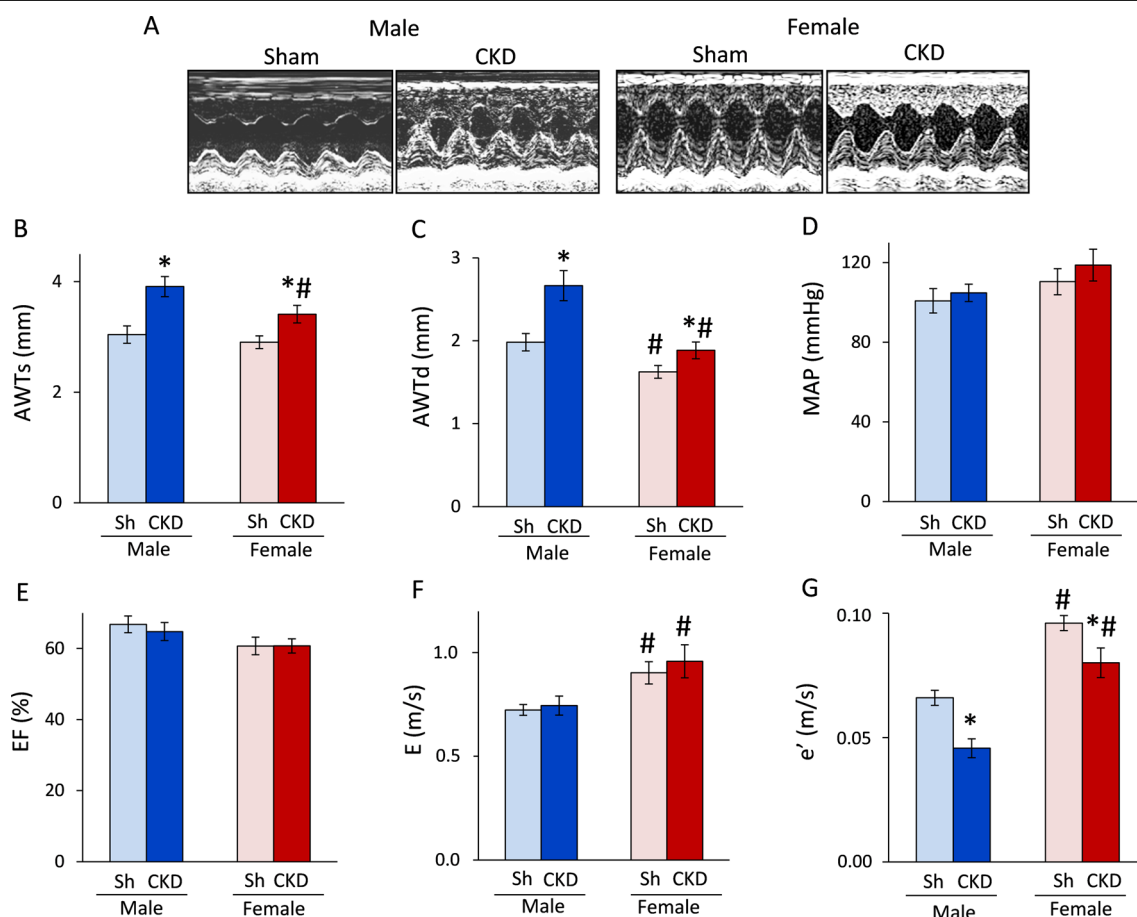 A
Male
Female
Sham
CKD
Sham
CKD
B
AWTs (mm)
4
2
0
*
*#
Sh CKD
Male
Sh CKD
Female
C
AWTd (mm)
3
2
1
0
*
#
*#
Sh CKD
Male
Sh CKD
Female
D
MAP (mmHg)
120
80
40
0
Sh CKD
Male
Sh CKD
Female
E
EF (%)
60
40
20
0
Sh CKD
Male
Sh CKD
Female
F
E (m/s)
1.0
0.5
0.0
#
#
Sh CKD
Male
Sh CKD
Female
G
e’ (m/s)
0.10
0.05
0.00
*
#
*#
Sh CKD
Male
Sh CKD
Female